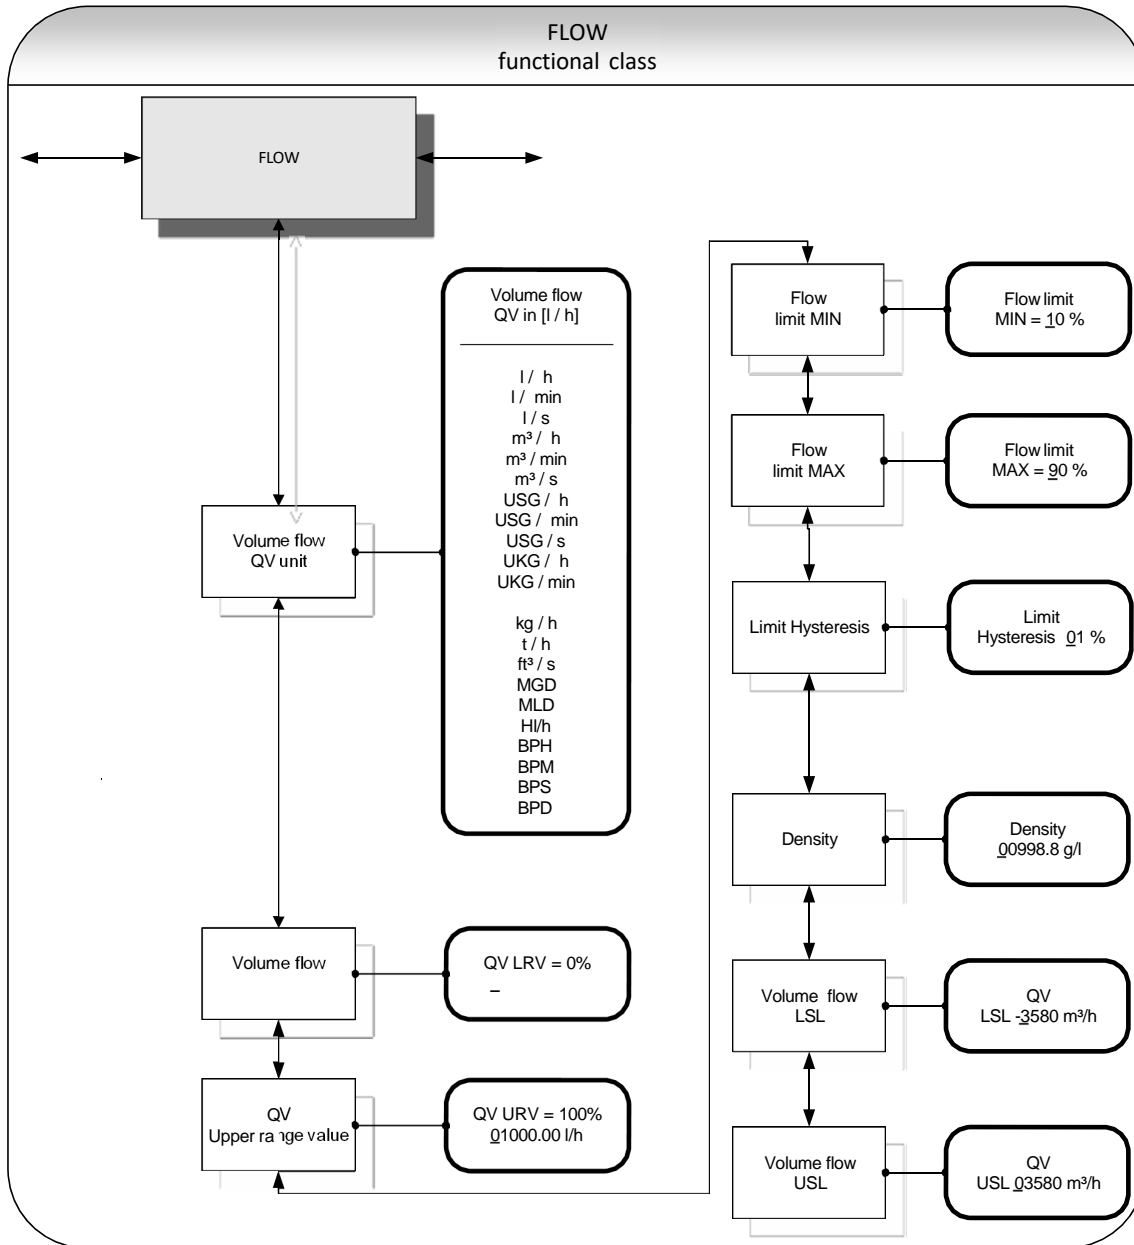 FLOW
functional class
FLOW
Volume flow
QV in [l / h]
l / h
l / min
l / s
m³ / h
m³ / min
m³ / s
USG / h
USG / min
USG / s
UKG / h
UKG / min
kg / h
t / h
ft³ / s
MGD
MLD
Hl/h
BPH
BPM
BPS
BPD
Volume flow
QV unit
Volume flow
QV LRV = 0%
_
QV
Upper range value
QV URV = 100%
01000.00 l/h
Flow
limit MIN
Flow limit
MIN = 10 %
Flow
limit MAX
Flow limit
MAX = 90 %
Limit Hysteresis
Limit
Hysteresis 01 %
Density
Density
00998.8 g/l
Volume flow
LSL
QV
LSL -3580 m³/h
Volume flow
USL
QV
USL 03580 m³/h